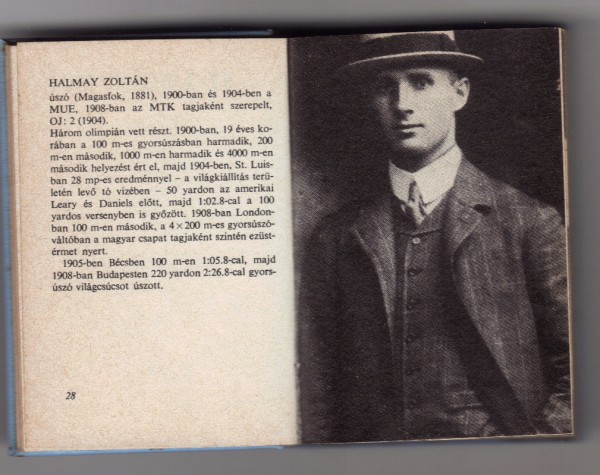 HALMAY ZOLTÁN
úszó (Magasfok, 1881), 1900-ban és 1904-ben a
MUE, 1908-ban az MTK tagjaként szerepelt,
OJ: 2 (1904).
Három olimpián vett részt. 1900-ban, 19 éves ko-
rában a 100 m-es gyorsúszásban harmadik, 200
m-en második, 1000 m-en harmadik és 4000 m-en
második helyezést ért el, majd 1904-ben, St. Luis-
ban 28 mp-es eredménnyel – a világkiállítás terü-
letén levő tó vizében – 50 yardon az amerikai
Leary és Daniels előtt, majd 1:02.8-cal a 100
yardos versenyben is győzött. 1908-ban London-
ban 100 m-en második, a 4×200 m-es gyorsúszó-
váltóban a magyar csapat tagjaként szintén ezüst-
érmet nyert.
1905-ben Bécsben 100 m-en 1:05.8-cal, majd
1908-ban Budapesten 220 yardon 2:26.8-cal gyors-
úszó világcsúcsot úszott.
28